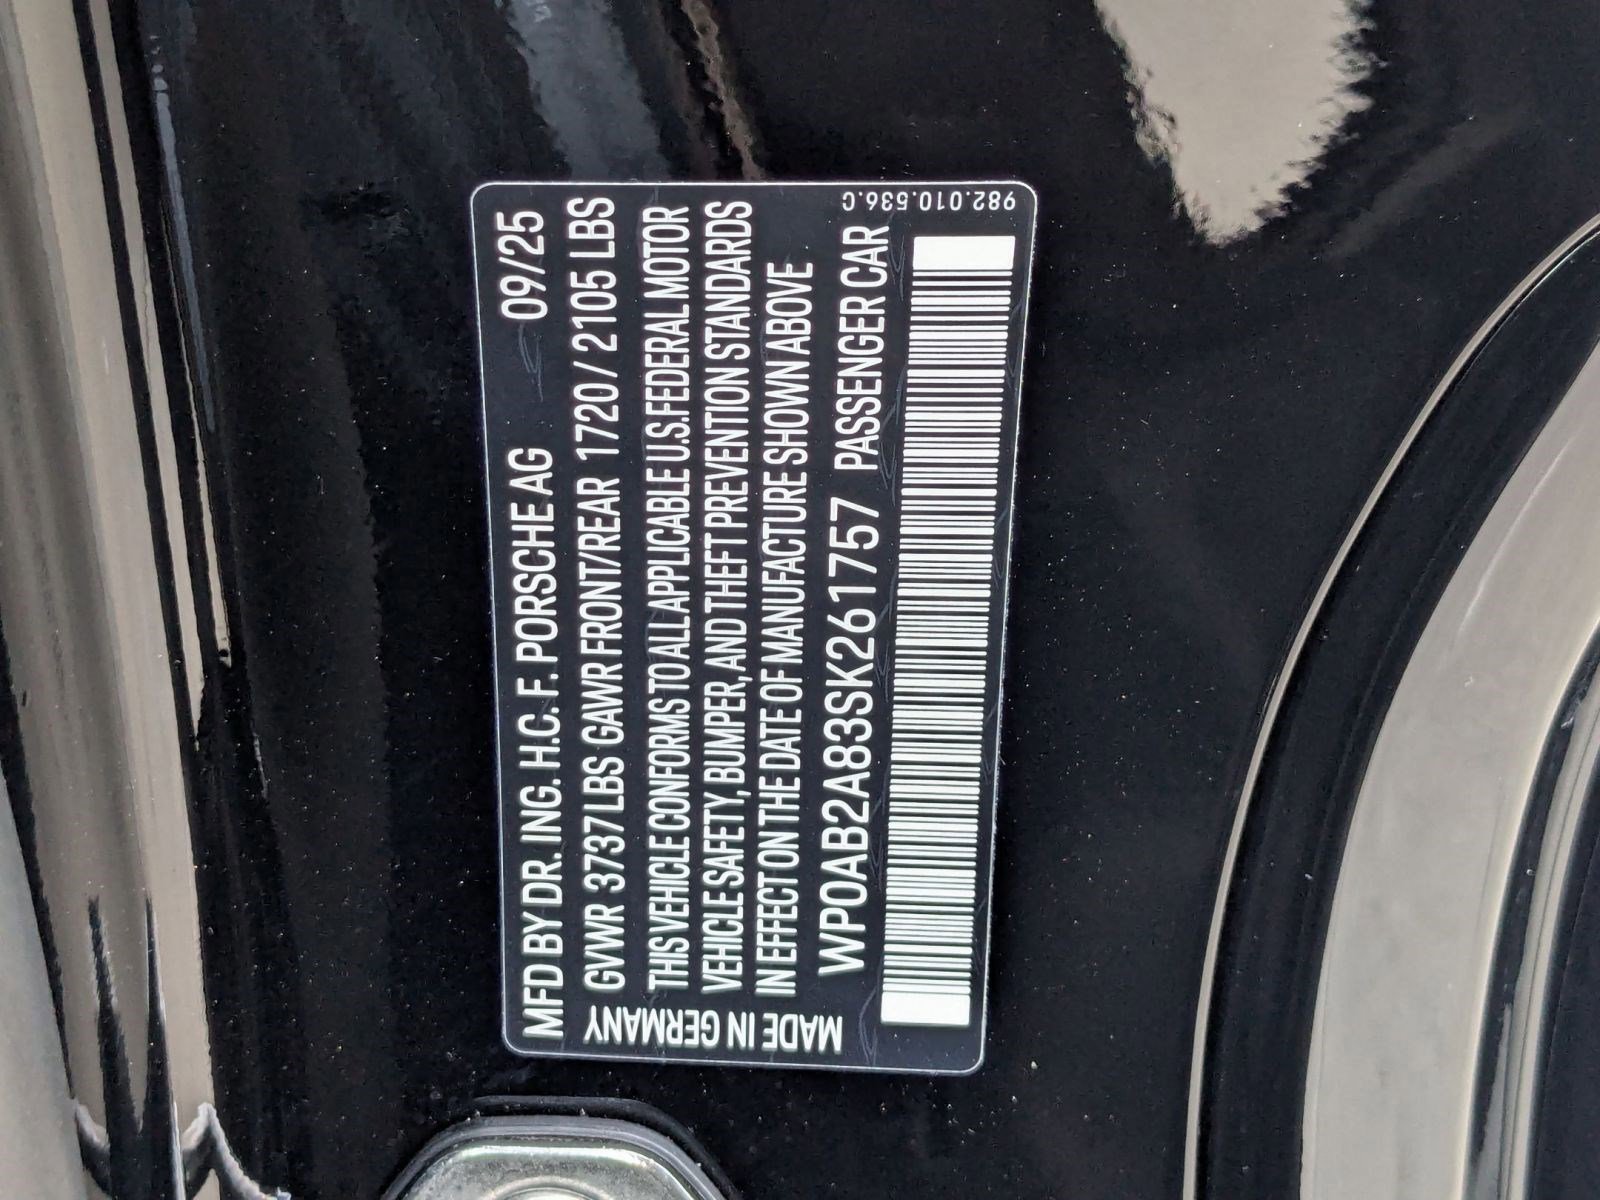 MFD BY DR. ING. H.C. F. PORSCHE AG 09/25
GVWR 3737LBS GAWR FRONT/REAR 1720 / 2105 LBS
THIS VEHICLE CONFORMS TO ALL APPLICABLE U.S.FEDERAL MOTOR
VEHICLE SAFETY, BUMPER, AND THEFT PREVENTION STANDARDS
IN EFFECT ON THE DATE OF MANUFACTURE SHOWN ABOVE
WP0AB2A83SK261757 PASSENGER CAR
MADE IN GERMANY
982.010.536.C